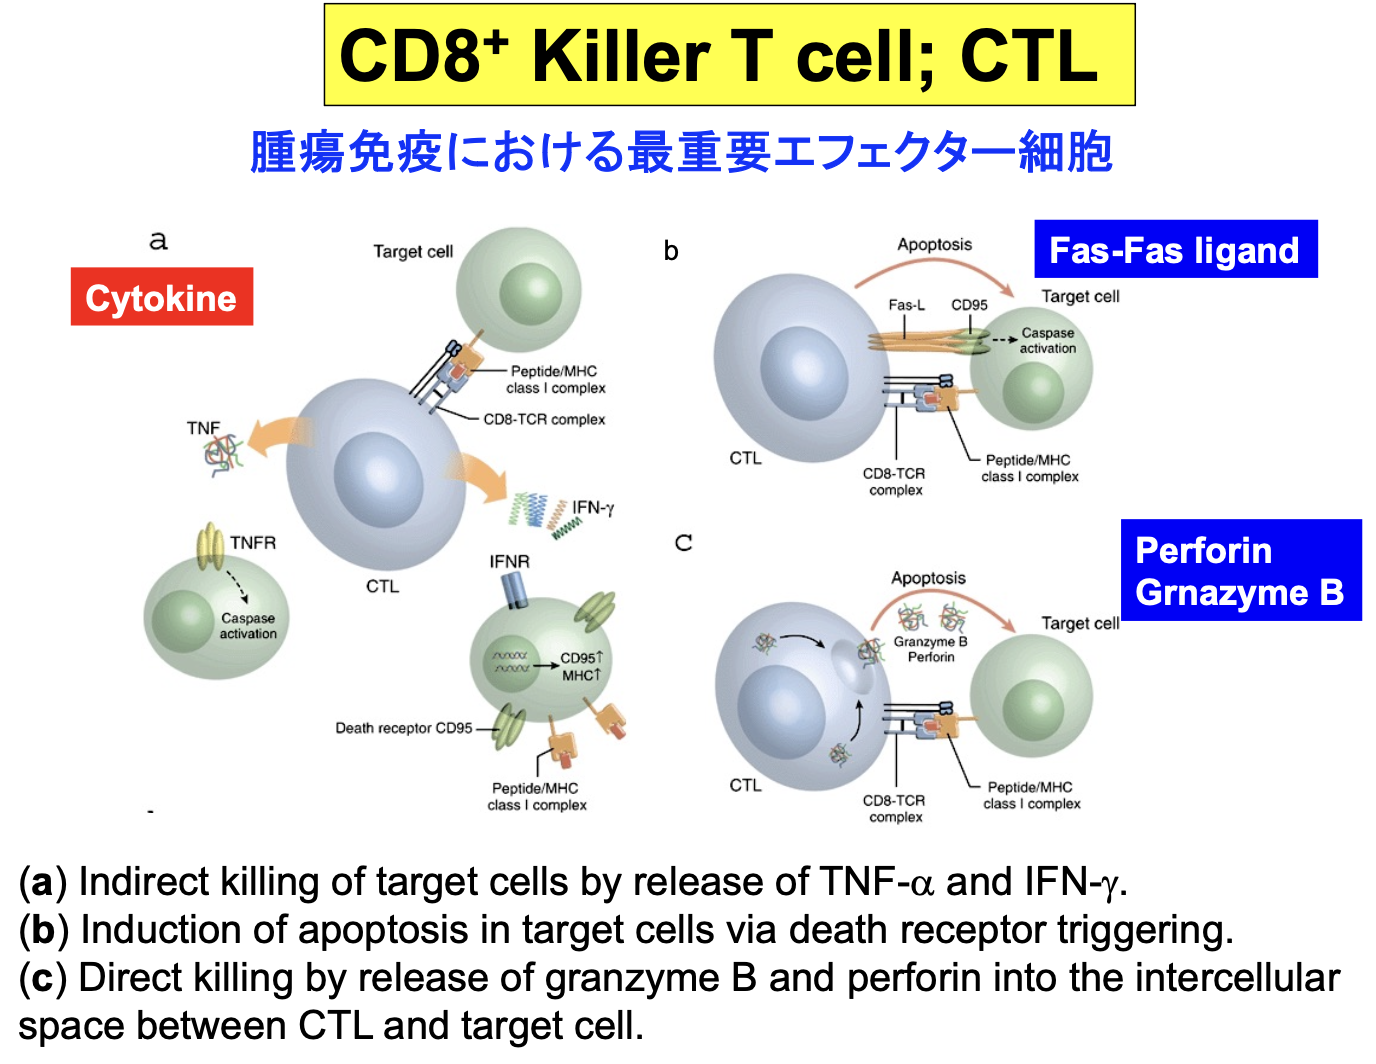 CD8+ Killer T cell; CTL
腫瘍免疫における最重要エフェクター細胞
a
Cytokine
Target cell
Peptide/MHC
class I complex
CD8-TCR complex
TNF
IFN-γ
TNFR
CTL
IFNR
Caspase
activation
CD95↑
MHC↑
Death receptor CD95
Peptide/MHC
class I complex
b
Fas-Fas ligand
Apoptosis
Target cell
Fas-L
CD95
Caspase
activation
CTL
CD8-TCR
complex
Peptide/MHC
class I complex
c
Perforin
Grnazyme B
Apoptosis
Target cell
Granzyme B
Perforin
CTL
CD8-TCR
complex
Peptide/MHC
class I complex
(a) Indirect killing of target cells by release of TNF-α and IFN-γ.
(b) Induction of apoptosis in target cells via death receptor triggering.
(c) Direct killing by release of granzyme B and perforin into the intercellular
space between CTL and target cell.